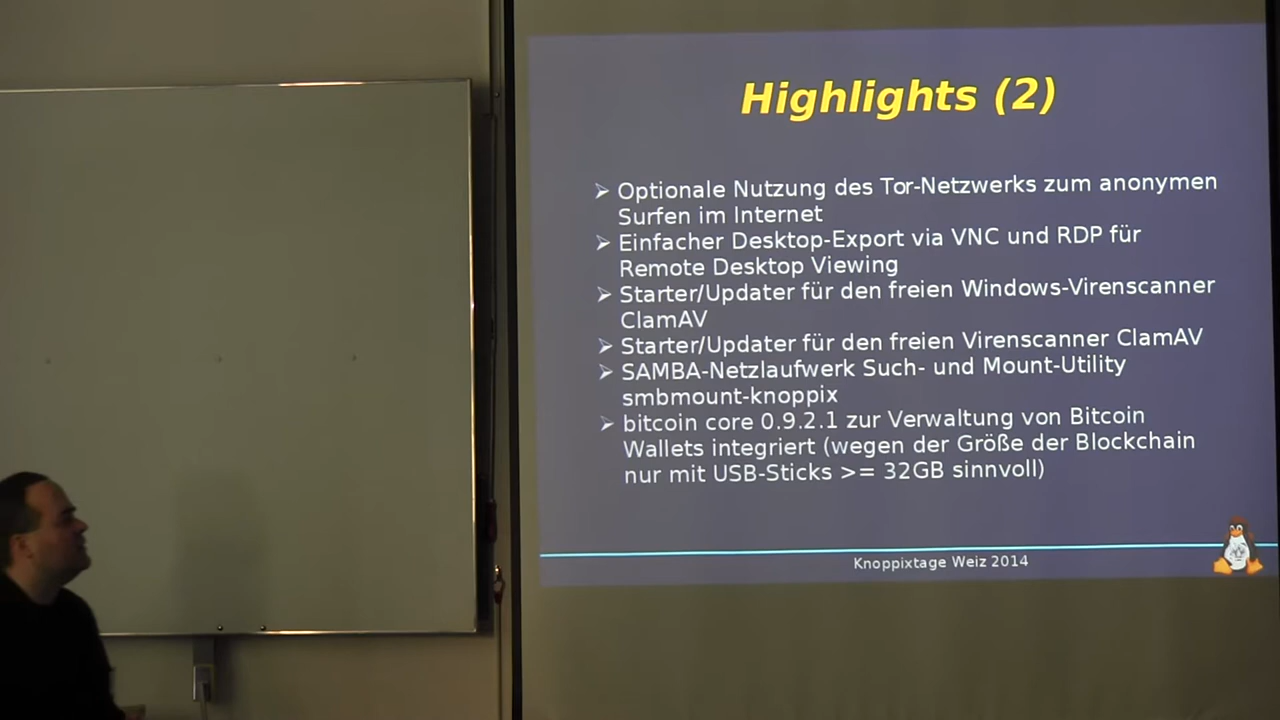 Highlights (2)
➢ Optionale Nutzung des Tor-Netzwerks zum anonymen
Surfen im Internet
➢ Einfacher Desktop-Export via VNC und RDP für
Remote Desktop Viewing
➢ Starter/Updater für den freien Windows-Virenscanner
ClamAV
➢ Starter/Updater für den freien Virenscanner ClamAV
➢ SAMBA-Netzlaufwerk Such- und Mount-Utility
smbmount-knoppix
➢ bitcoin core 0.9.2.1 zur Verwaltung von Bitcoin
Wallets integriert (wegen der Größe der Blockchain
nur mit USB-Sticks >= 32GB sinnvoll)
Knoppixtage Weiz 2014